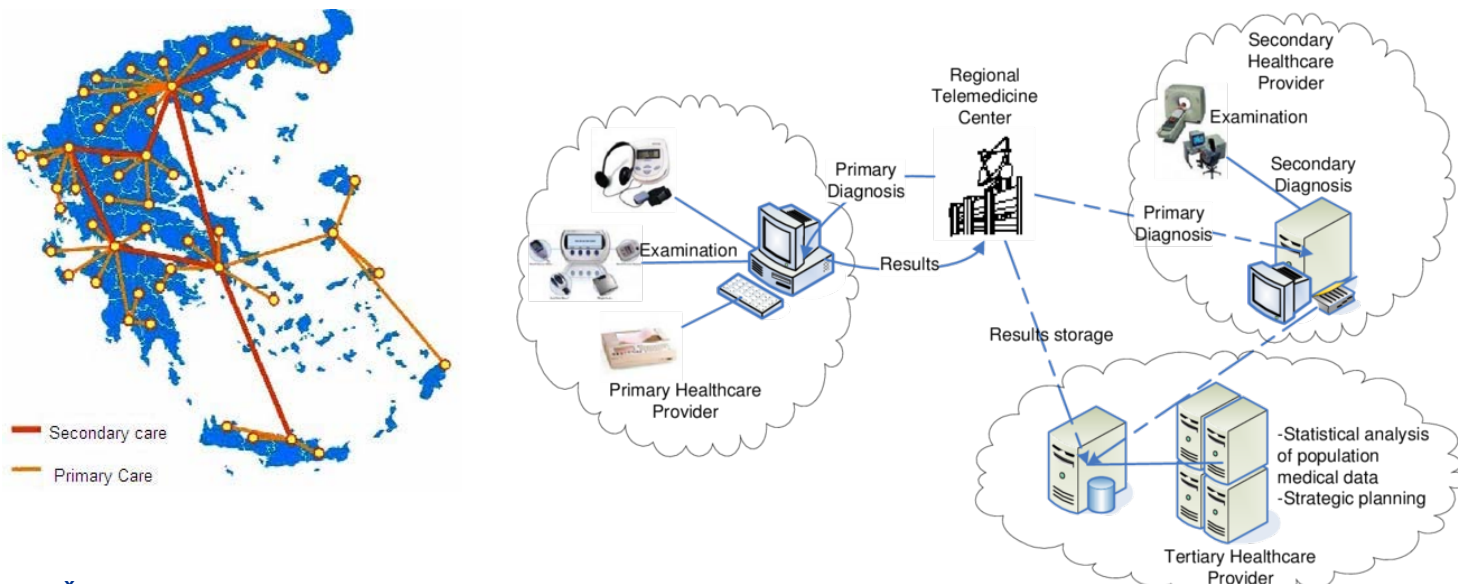 Secondary care
Primary Care
Examination
Primary Healthcare
Provider
Primary
Diagnosis
Results
Regional
Telemedicine
Center
Primary
Diagnosis
Results storage
Secondary
Healthcare
Provider
Examination
Secondary
Diagnosis
-Statistical analysis
of population
medical data
-Strategic planning
Tertiary Healthcare
Provider